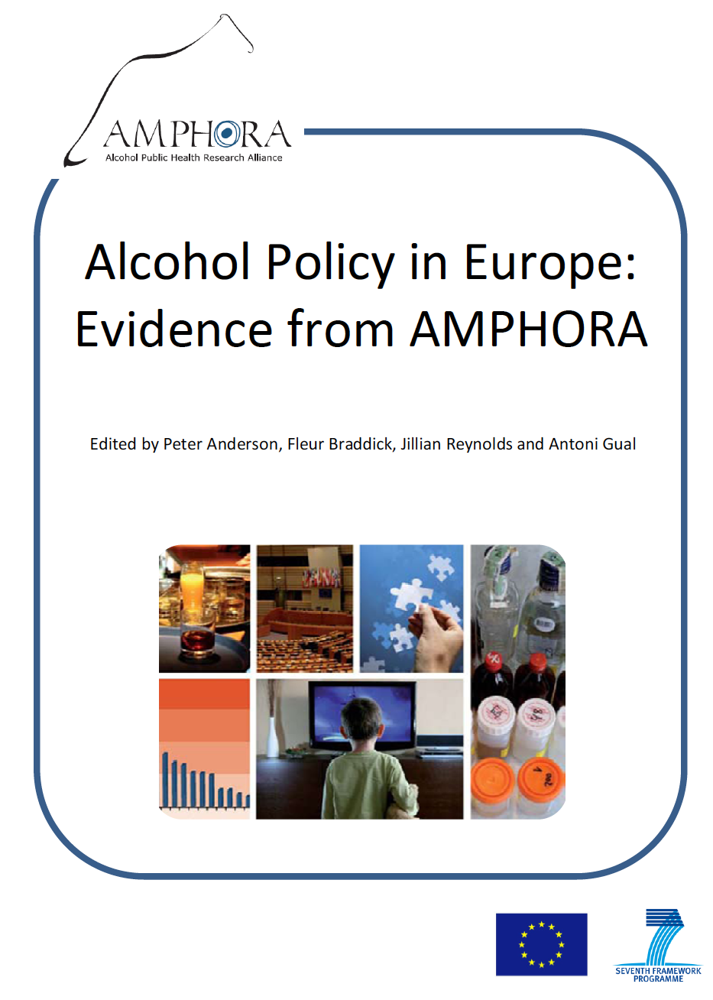 AMPHORA
Alcohol Public Health Research Alliance
Alcohol Policy in Europe:
Evidence from AMPHORA
Edited by Peter Anderson, Fleur Braddick, Jillian Reynolds and Antoni Gual
7
SEVENTH FRAMEWORK
PROGRAMME